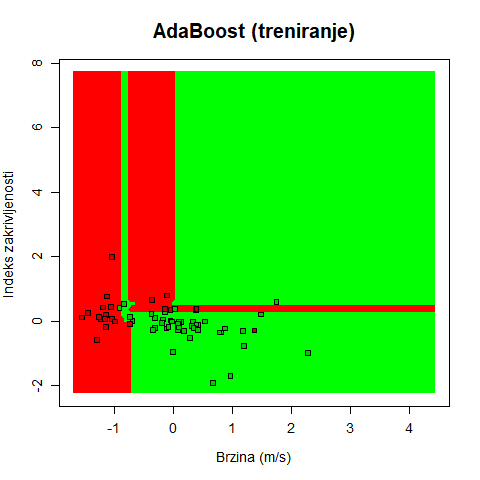 AdaBoost (treniranje)
Indeks zakrivljenosti
8
6
4
2
0
-2
-1 0 1 2 3 4
Brzina (m/s)